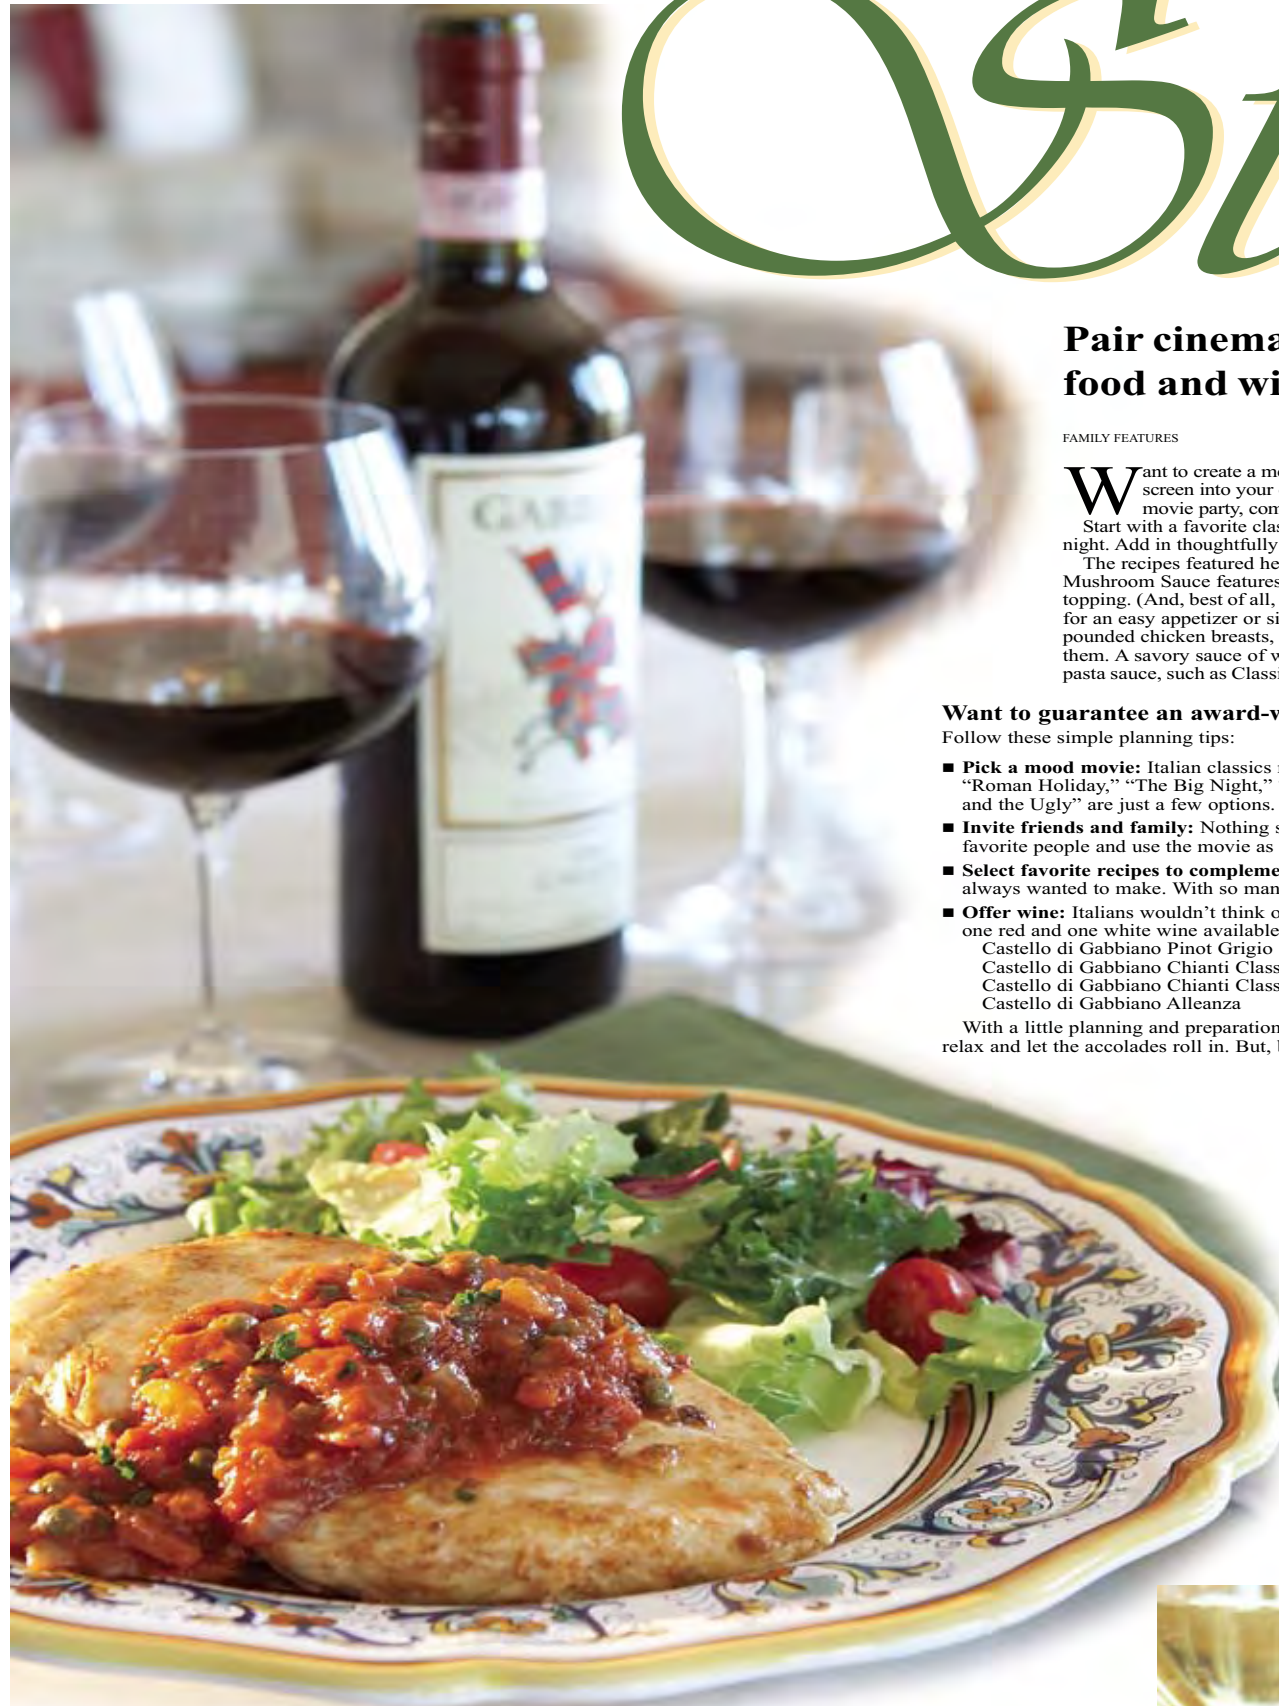 St
Pair cinema
food and wi
FAMILY FEATURES
Want to create a m
screen into your
movie party, com
Start with a favorite clas
night. Add in thoughtfully
The recipes featured he
Mushroom Sauce features
topping. (And, best of all,
for an easy appetizer or si
pounded chicken breasts,
them. A savory sauce of w
pasta sauce, such as Classi
Want to guarantee an award-w
Follow these simple planning tips:
■ Pick a mood movie: Italian classics
“Roman Holiday,” “The Big Night,”
and the Ugly” are just a few options.
■ Invite friends and family: Nothing s
favorite people and use the movie as
■ Select favorite recipes to compleme
always wanted to make. With so man
■ Offer wine: Italians wouldn’t think o
one red and one white wine available
Castello di Gabbiano Pinot Grigio
Castello di Gabbiano Chianti Class
Castello di Gabbiano Chianti Class
Castello di Gabbiano Alleanza
With a little planning and preparation
relax and let the accolades roll in. But,
GAB